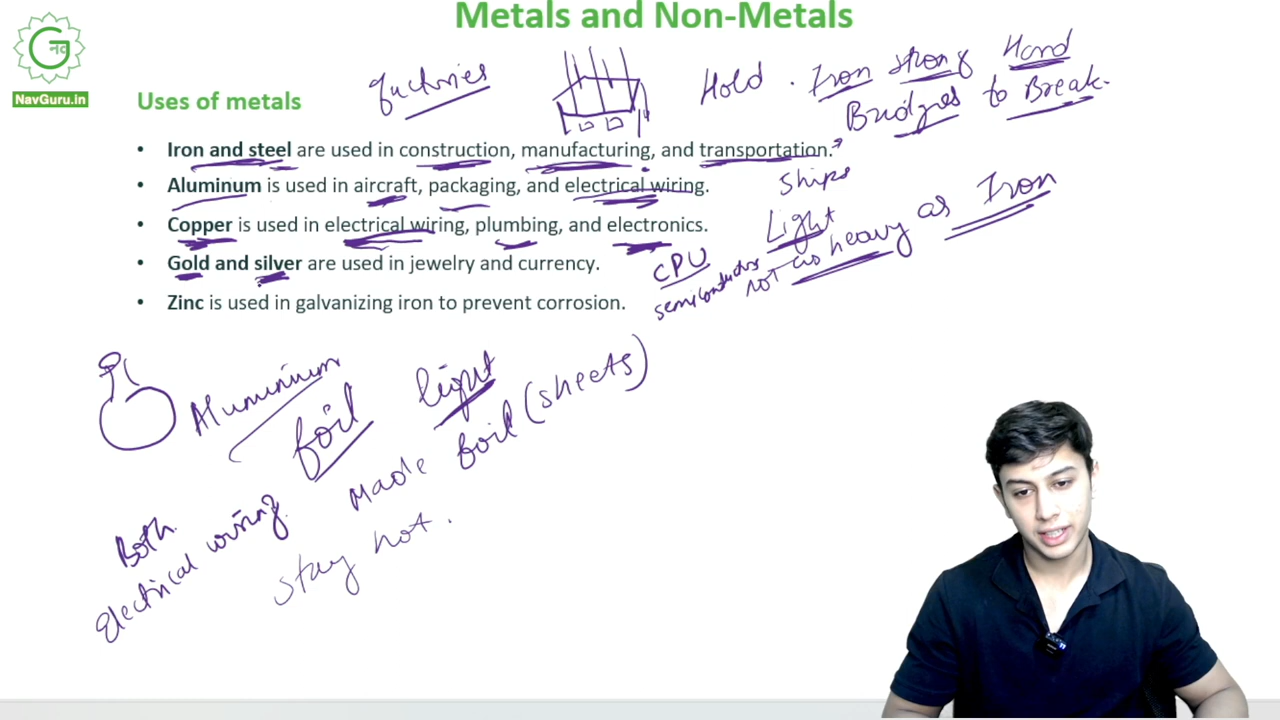 Metals and Non-Metals
नव
NavGuru.in
Uses of metals
factories
Hold . Iron strong Hard
Bridges to Break.
• Iron and steel are used in construction, manufacturing, and transportation.
• Aluminum is used in aircraft, packaging, and electrical wiring.
Ships
• Copper is used in electrical wiring, plumbing, and electronics.
Light
not as heavy as Iron
CPU
semiconductors
• Gold and silver are used in jewelry and currency.
• Zinc is used in galvanizing iron to prevent corrosion.
Aluminium
foil
light
Made foil (sheets)
Both
Electrical wiring.
Stay hot.